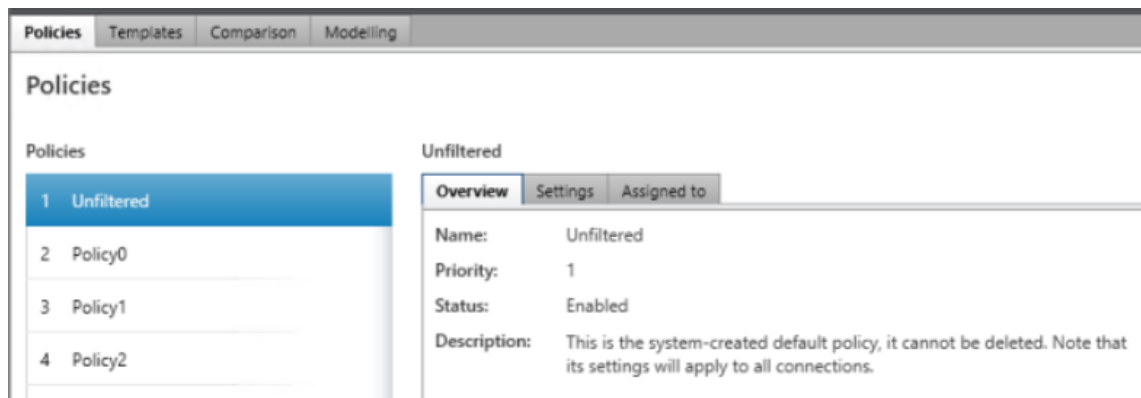 Policies Templates Comparison Modelling
Policies
Policies
1 Unfiltered
2 Policy0
3 Policy1
4 Policy2
Unfiltered
Overview Settings Assigned to
Name: Unfiltered
Priority: 1
Status: Enabled
Description: This is the system-created default policy, it cannot be deleted. Note that
its settings will apply to all connections.